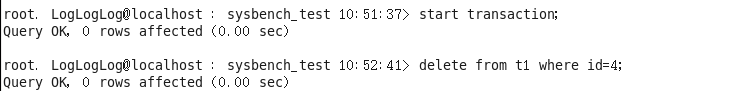 root. LogLogLog@localhost : sysbench_test 10:51:37> start transaction;
Query OK, 0 rows affected (0.00 sec)
root. LogLogLog@localhost : sysbench_test 10:52:41> delete from t1 where id=4;
Query OK, 0 rows affected (0.00 sec)